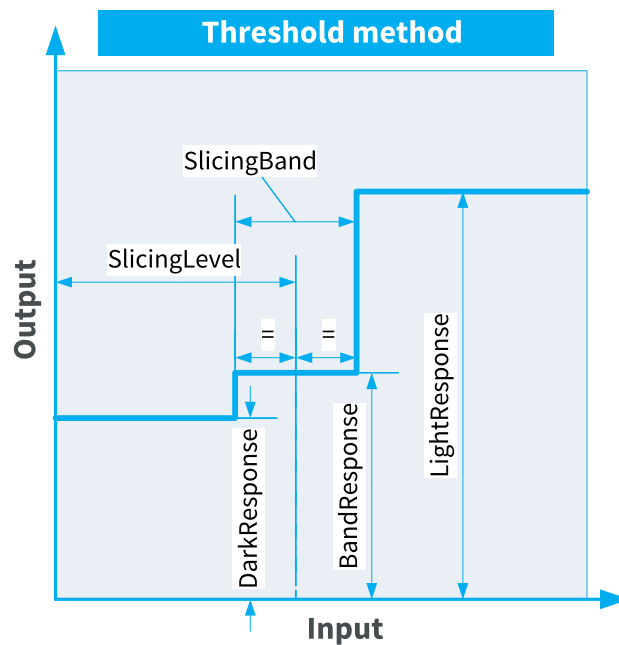 Threshold method
SlicingBand
SlicingLevel
=
=
Output
DarkResponse
BandResponse
LightResponse
Input